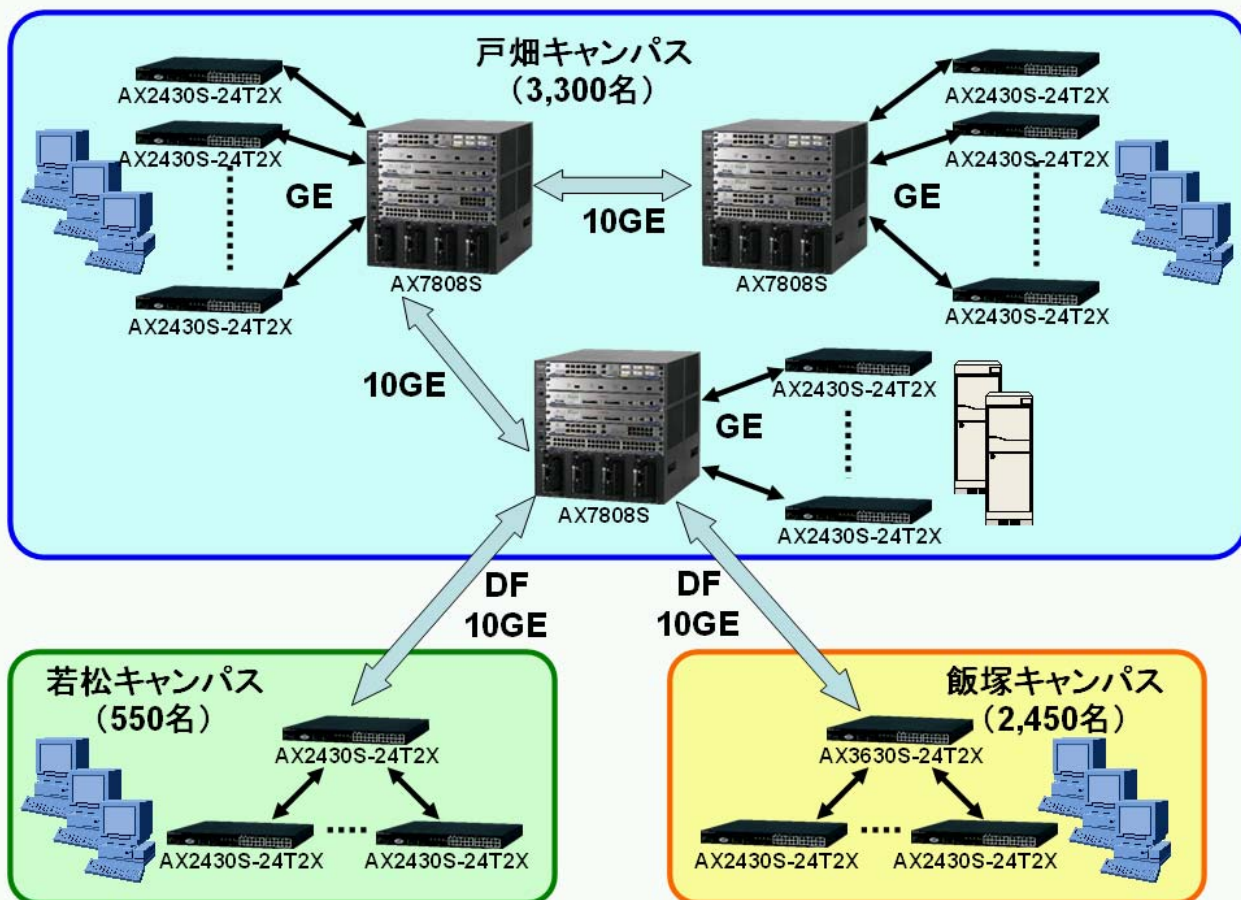 戸畑キャンパス
（3,300名）
AX2430S-24T2X
AX2430S-24T2X
AX2430S-24T2X
GE
AX7808S
10GE
AX7808S
GE
AX2430S-24T2X
AX2430S-24T2X
AX2430S-24T2X
10GE
AX7808S
GE
AX2430S-24T2X
AX2430S-24T2X
DF
10GE
DF
10GE
若松キャンパス
（550名）
AX2430S-24T2X
AX2430S-24T2X
AX2430S-24T2X
飯塚キャンパス
（2,450名）
AX3630S-24T2X
AX2430S-24T2X
AX2430S-24T2X